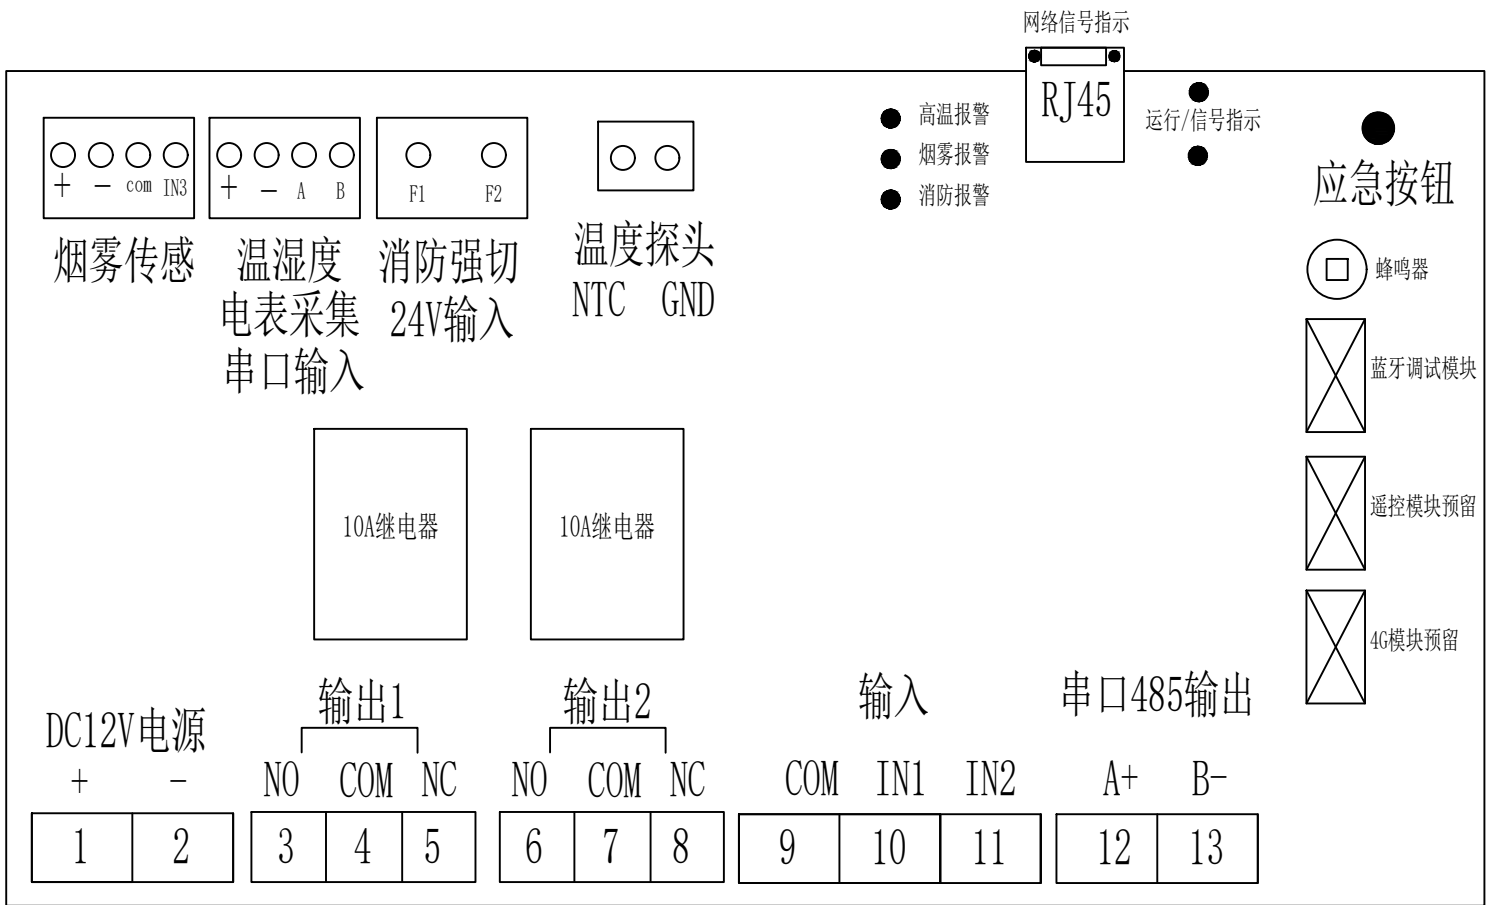 网络信号指示
RJ45
高温报警
烟雾报警
消防报警
运行/信号指示
应急按钮
+ − com IN3
+ − A B
F1 F2
烟雾传感
温湿度
电表采集
串口输入
消防强切
24V输入
温度探头
NTC GND
蜂鸣器
蓝牙调试模块
遥控模块预留
4G模块预留
10A继电器
10A继电器
DC12V电源
+ −
输出1
NO COM NC
输出2
NO COM NC
输入
COM IN1 IN2
串口485输出
A+ B−
1 2 3 4 5 6 7 8 9 10 11 12 13